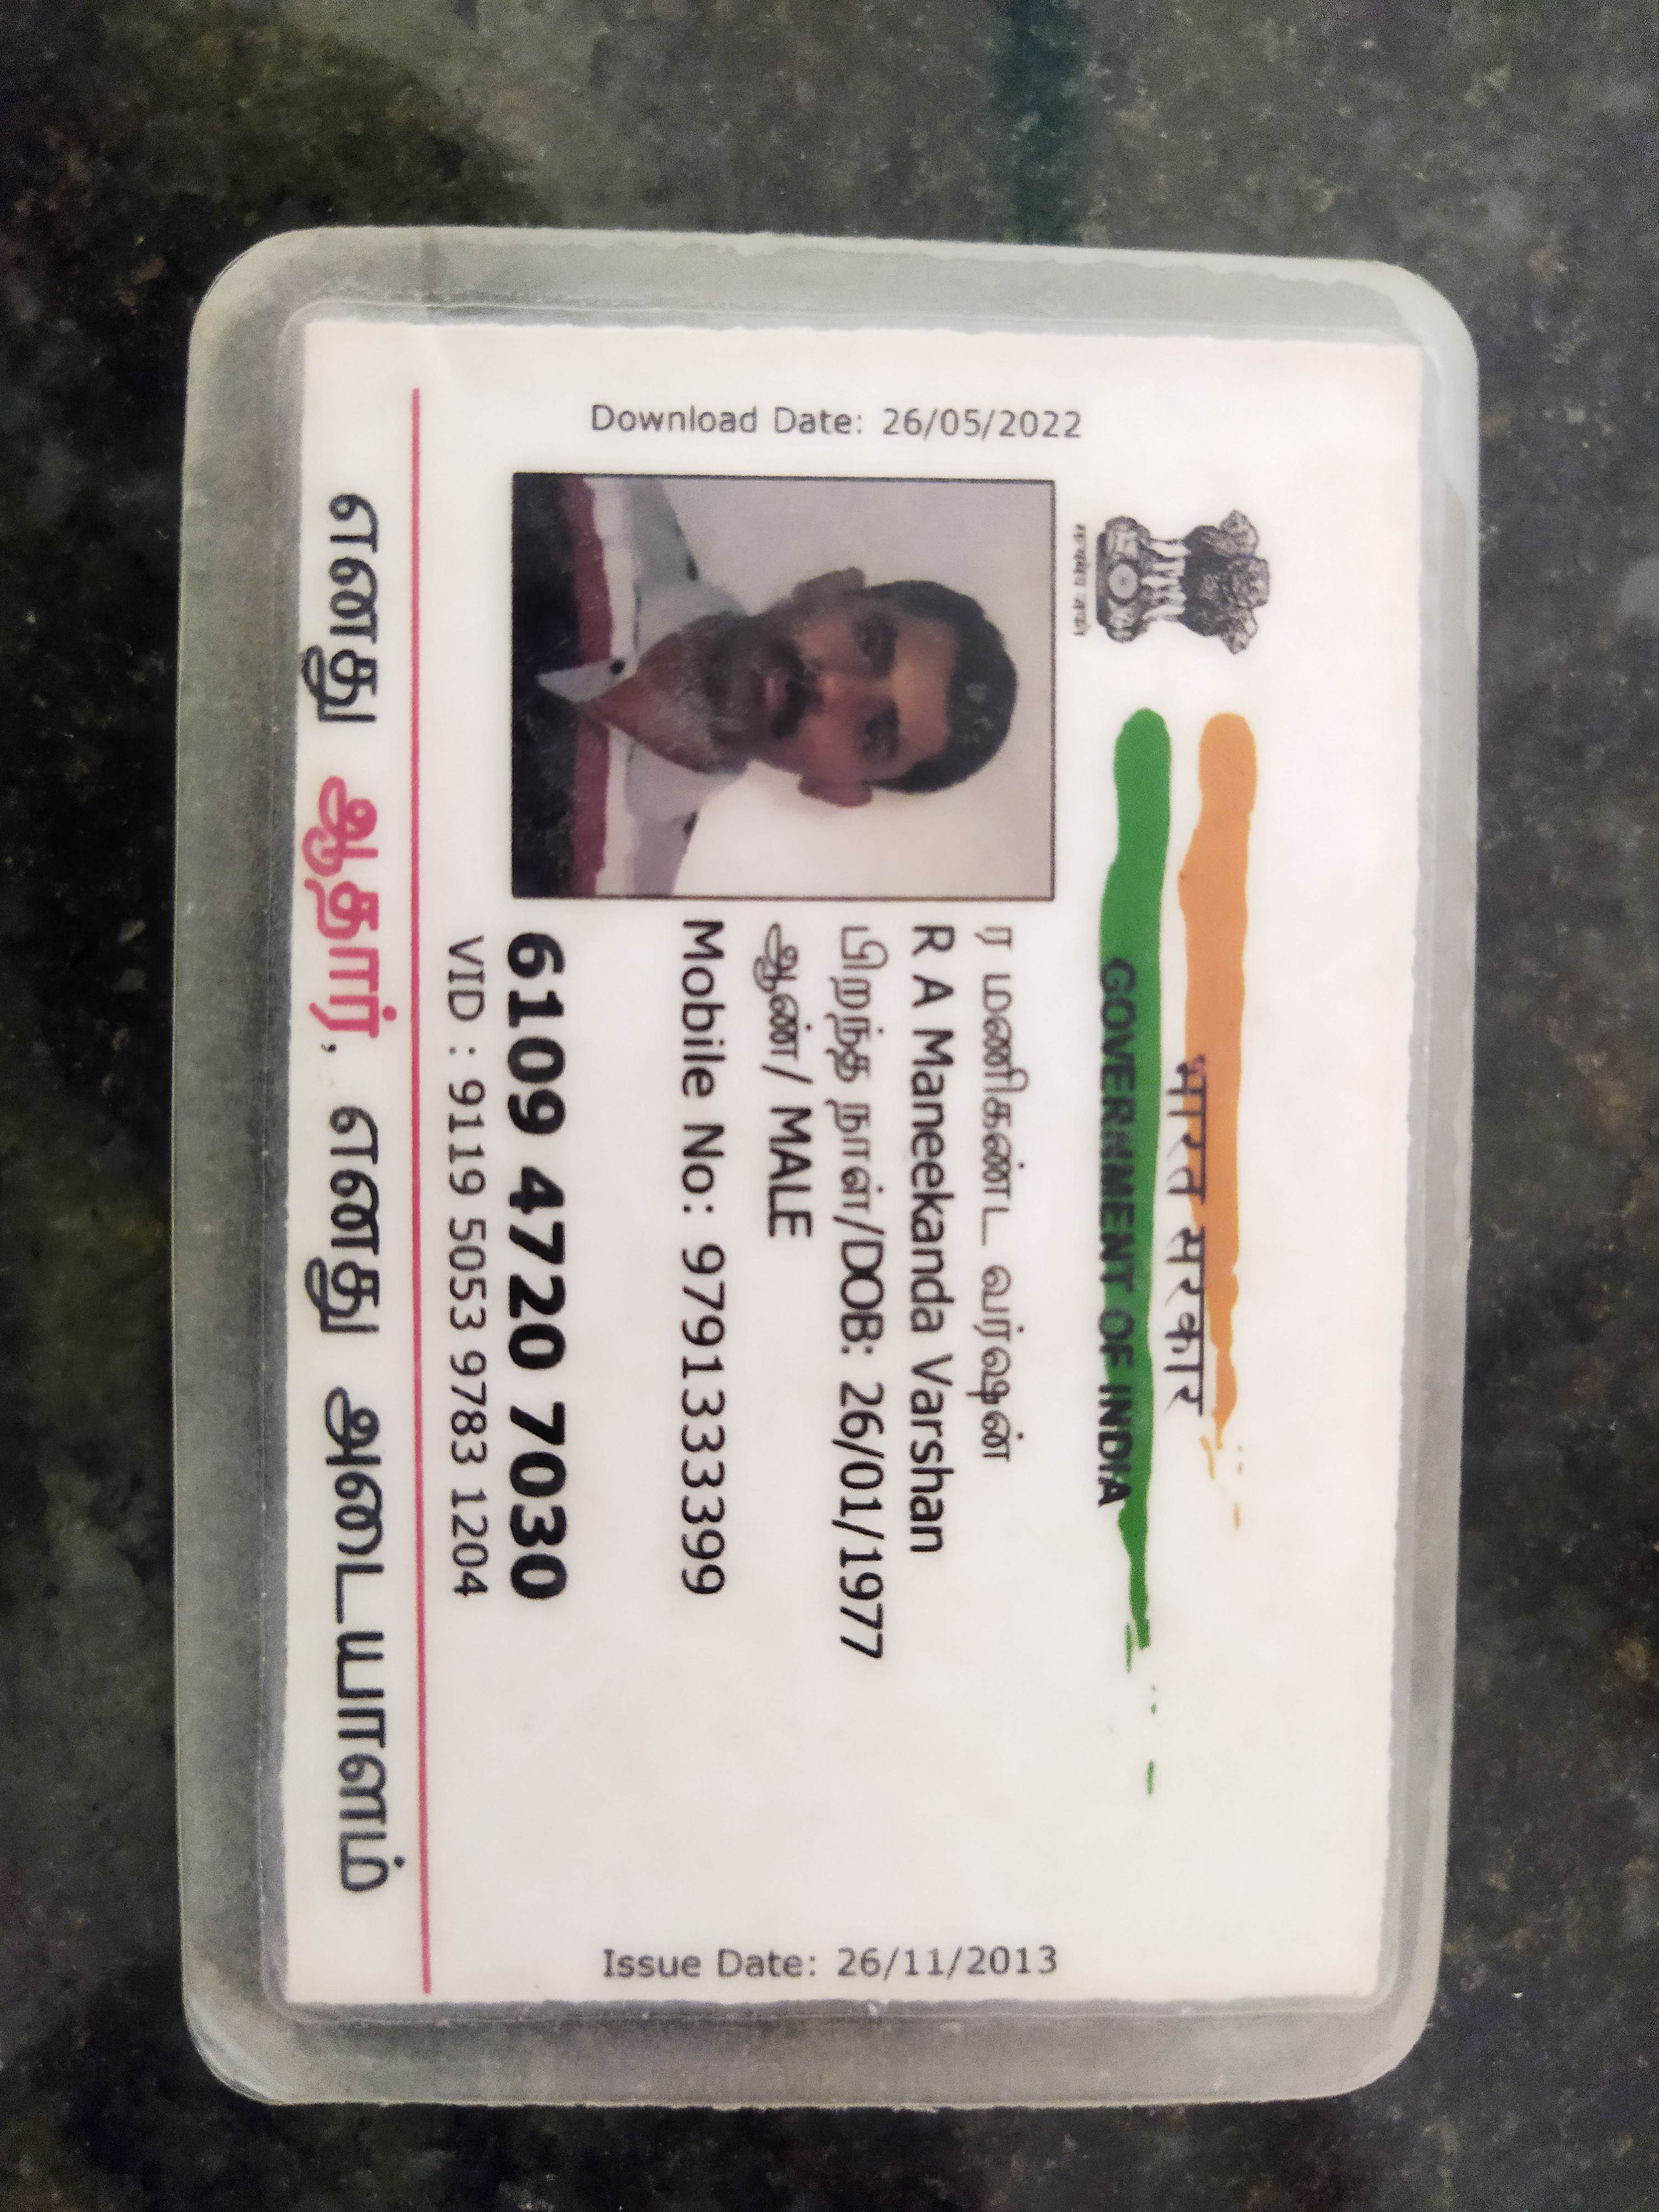 भारत सरकार
GOVERNMENT OF INDIA
Download Date: 26/05/2022
ர மணிகண்ட வர்ஷன்
R A Maneekanda Varshan
பிறந்த நாள்/DOB: 26/01/1977
ஆண்/ MALE
Mobile No: 9791333399
6109 4720 7030
VID : 9119 5053 9783 1204
Issue Date: 26/11/2013
எனது ஆதார், எனது அடையாளம்